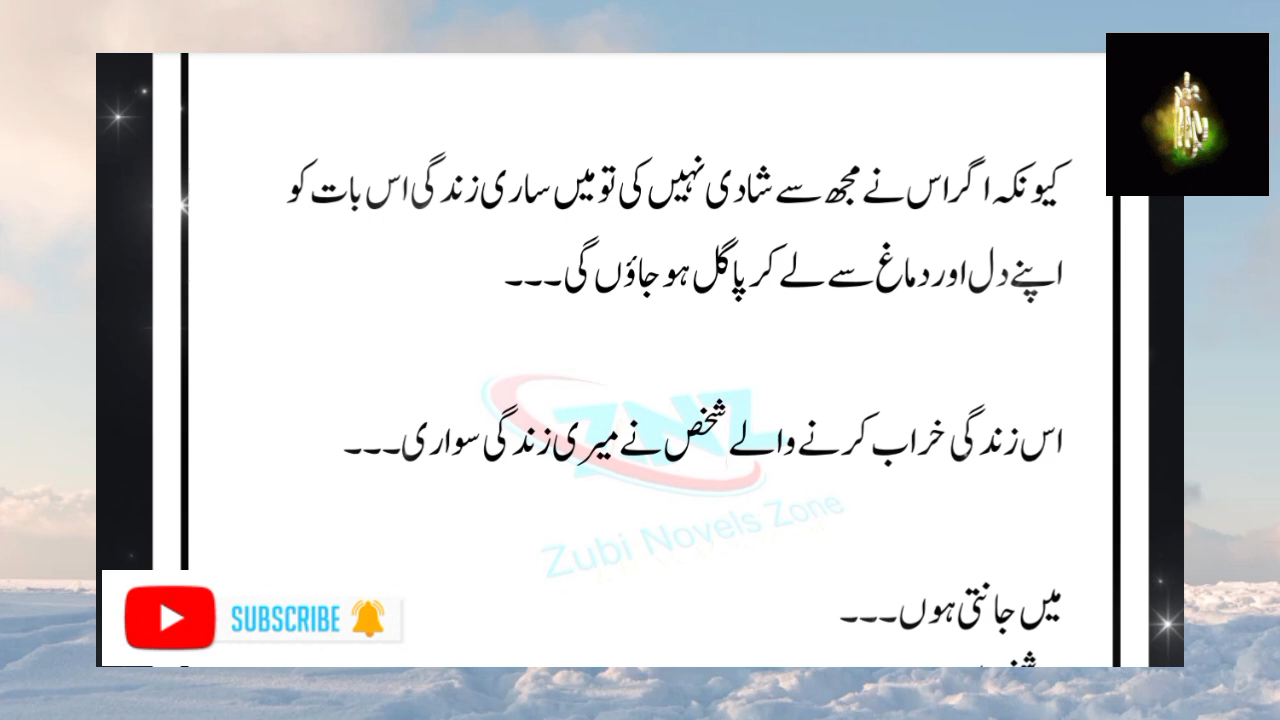 کیونکہ اگر اس نے مجھ سے شادی نہیں کی تو میں ساری زندگی اس بات کو
اپنے دل اور دماغ سے لے کر پاگل ہو جاؤں گی۔۔۔
اس زندگی خراب کرنے والے شخص نے میری زندگی سواری۔۔۔
ZNZ
Zubi Novels Zone
میں جانتی ہوں۔۔۔
SUBSCRIBE